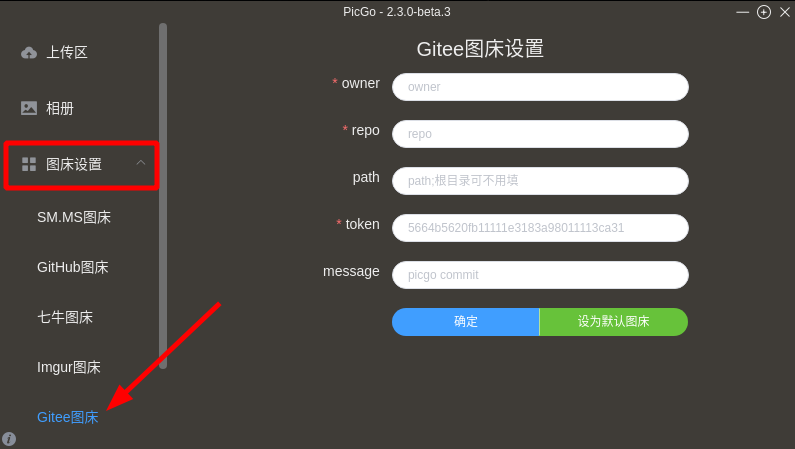 PicGo - 2.3.0-beta.3
上传区
相册
图床设置
SM.MS图床
GitHub图床
七牛图床
Imgur图床
Gitee图床
Gitee图床设置
* owner
owner
* repo
repo
path
path;根目录可不用填
* token
5664b5620fb11111e3183a98011113ca31
message
picgo commit
确定
设为默认图床